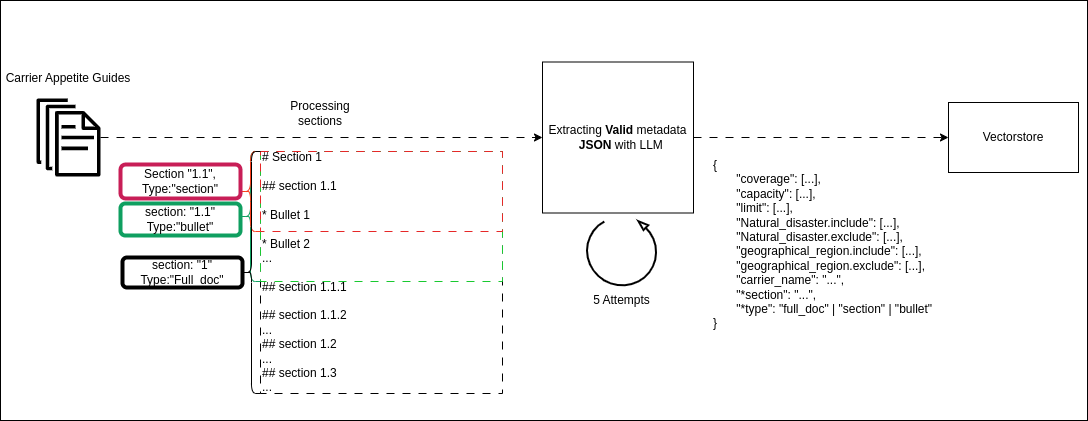 Carrier Appetite Guides
Processing
sections
Section "1.1",
Type:"section"
section: "1.1"
Type:"bullet"
section: "1"
Type:"Full_doc"
# Section 1
## section 1.1
* Bullet 1
* Bullet 2
...
## section 1.1.1
## section 1.1.2
...
## section 1.2
...
## section 1.3
...
Extracting Valid metadata
JSON with LLM
5 Attempts
{
"coverage": [...],
"capacity": [...],
"limit": [...],
"Natural_disaster.include": [...],
"Natural_disaster.exclude": [...],
"geographical_region.include": [...],
"geographical_region.exclude": [...],
"carrier_name": "...",
"*section": "...",
"*type": "full_doc" | "section" | "bullet"
}
Vectorstore